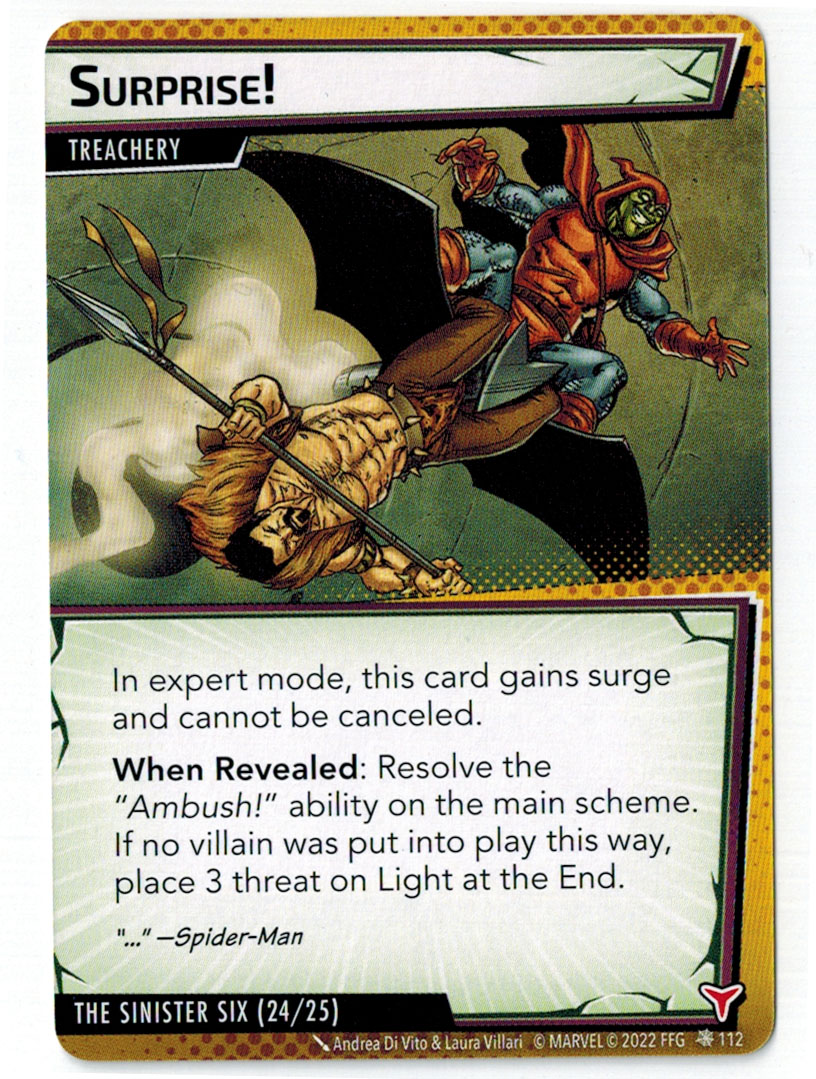 SURPRISE!
TREACHERY
In expert mode, this card gains surge
and cannot be canceled.
When Revealed: Resolve the
“Ambush!” ability on the main scheme.
If no villain was put into play this way,
place 3 threat on Light at the End.
"..." —Spider-Man
THE SINISTER SIX (24/25)
Andrea Di Vito & Laura Villari © MARVEL © 2022 FFG 112